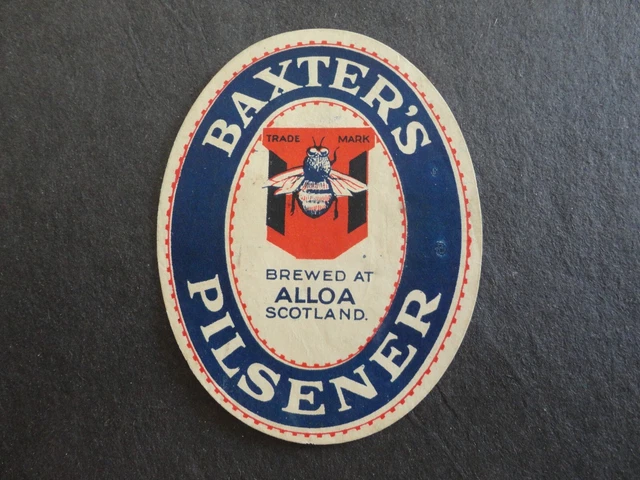 BAXTER'S
TRADE MARK
BREWED AT
ALLOA
SCOTLAND.
PILSENER